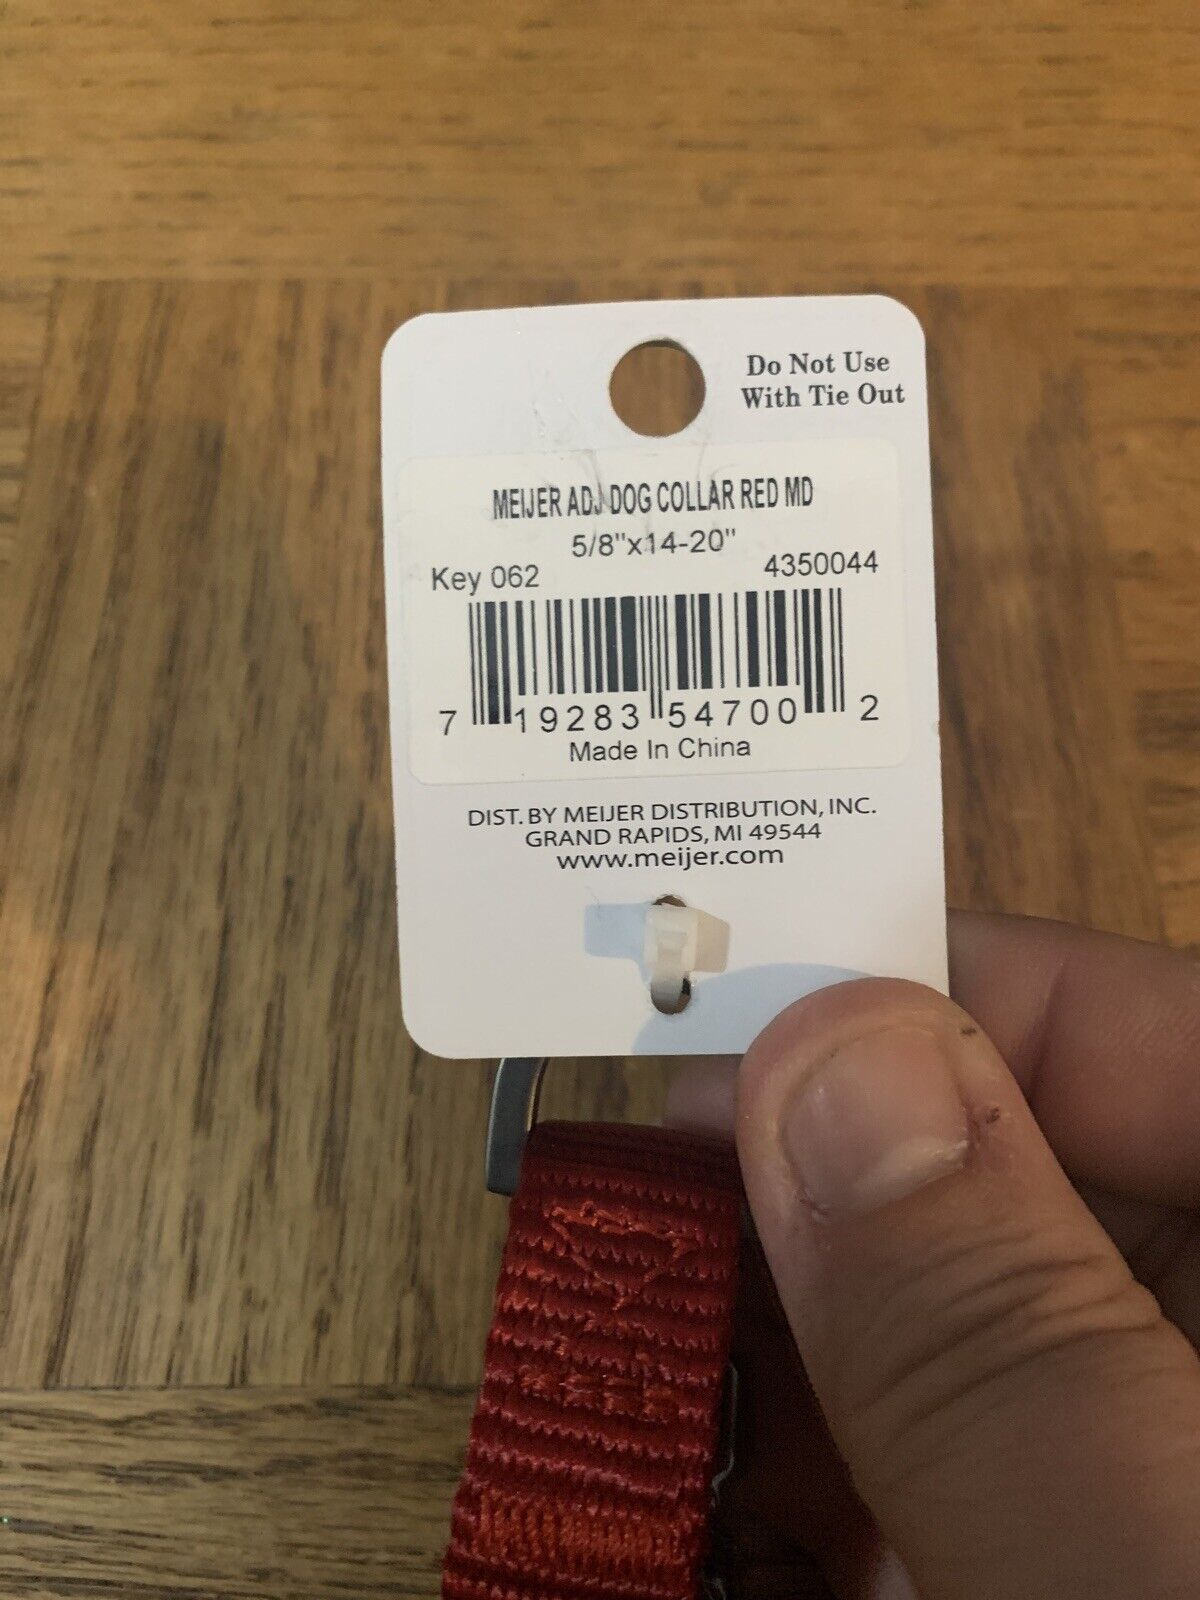 Do Not Use
With Tie Out
MEIJER ADJ DOG COLLAR RED MD
5/8"x14-20"
Key 062 4350044
7 19283 54700 2
Made In China
DIST. BY MEIJER DISTRIBUTION, INC.
GRAND RAPIDS, MI 49544
www.meijer.com